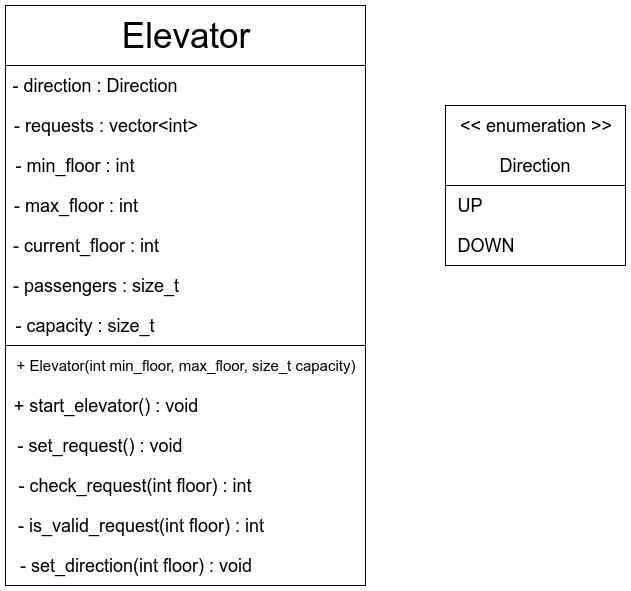 Elevator
- direction : Direction
- requests : vector<int>
- min_floor : int
- max_floor : int
- current_floor : int
- passengers : size_t
- capacity : size_t
+ Elevator(int min_floor, max_floor, size_t capacity)
+ start_elevator() : void
- set_request() : void
- check_request(int floor) : int
- is_valid_request(int floor) : int
- set_direction(int floor) : void
<< enumeration >>
Direction
UP
DOWN